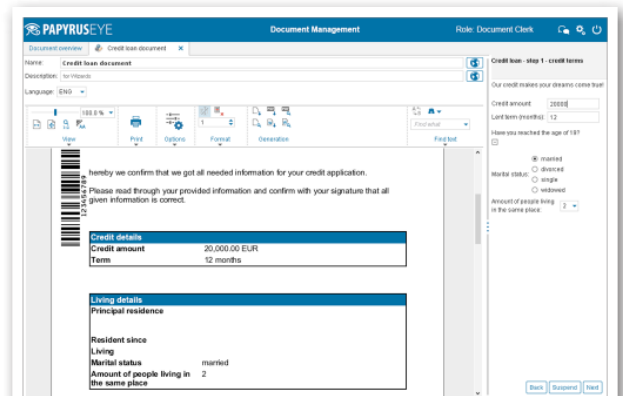 PAPYRUSEYE
Document Management
Role: Document Clerk
Document overview
Credit loan document X
Name: Credit loan document
Description: for Wizards
Language: ENG
100.0 %
View
Print
Options
1
Format
Generation
Find what
Find text
123456789
hereby we confirm that we got all needed information for your credit application.
Please read through your provided information and confirm with your signature that all
given information is correct.
Credit details
Credit amount 20,000.00 EUR
Term 12 months
Living details
Principal residence
Resident since
Living
Marital status married
Amount of people living in 2
the same place
Credit loan - step 1 - credit terms
Our credit makes your dreams come true!
Credit amount 20000
Lent term (months): 12
Have you reached the age of 18?
Marital status:
married
divorced
single
widowed
Amount of people living
in the same place: 2
Back
Suspend
Next